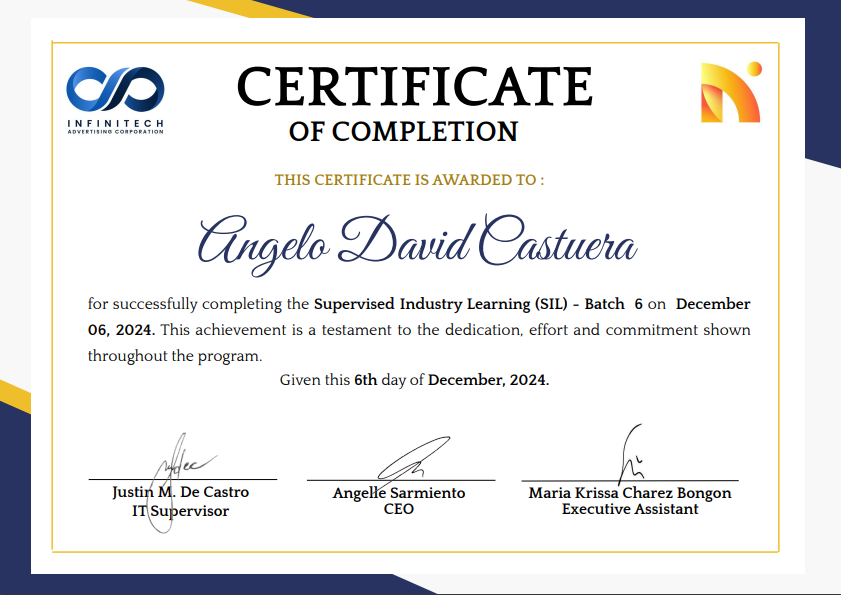 INFINITECH
ADVERTISING CORPORATION
CERTIFICATE
OF COMPLETION
THIS CERTIFICATE IS AWARDED TO :
Angelo David Castuera
for successfully completing the Supervised Industry Learning (SIL) - Batch 6 on December
06, 2024. This achievement is a testament to the dedication, effort and commitment shown
throughout the program.
Given this 6th day of December, 2024.
Justin M. De Castro
IT Supervisor
Angelle Sarmiento
CEO
Maria Krissa Charez Bongon
Executive Assistant